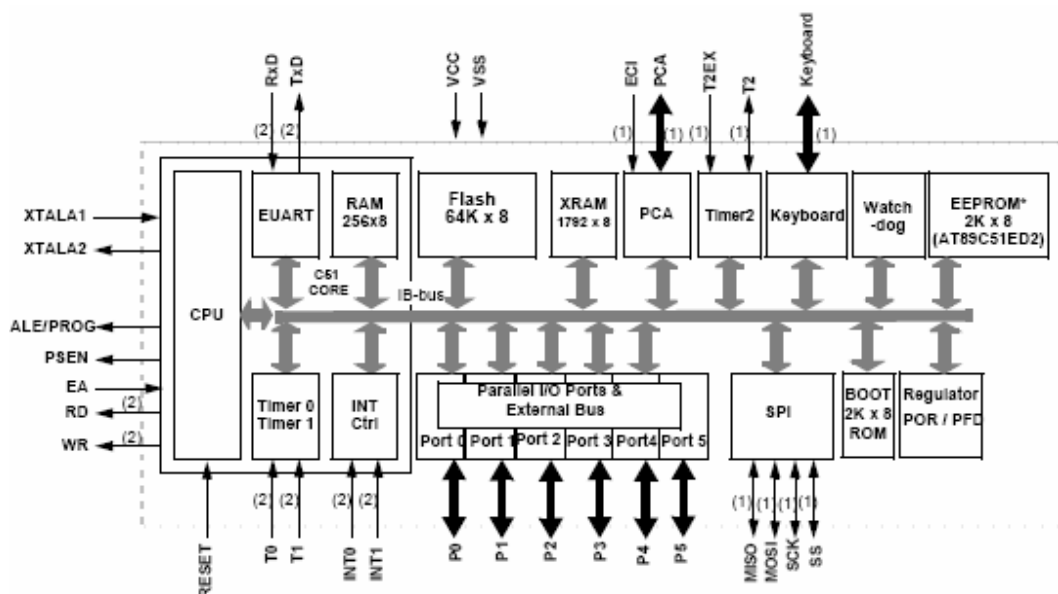 RxD
TxD
VCC
VSS
ECI
PCA
T2EX
T2
Keyboard
(2)
(2)
(1)
(1)
(1)
(1)
(1)
XTALA1
XTALA2
ALE/PROG
PSEN
EA
RD
(2)
WR
(2)
CPU
EUART
RAM
256x8
Flash
64K x 8
XRAM
1792 x 8
PCA
Timer2
Keyboard
Watch
-dog
EEPROM*
2K x 8
(AT89C51ED2)
C51
CORE
IB-bus
Timer 0
Timer 1
INT
Ctrl
Parallel I/O Ports &
External Bus
Port 0
Port 1
Port 2
Port 3
Port4
Port 5
SPI
BOOT
2K x 8
ROM
Regulator
POR / PFD
(2)
(2)
(2)
(2)
(1)
(1)
(1)
(1)
RESET
T0
T1
INT0
INT1
P0
P1
P2
P3
P4
P5
MISO
MOSI
SCK
SS